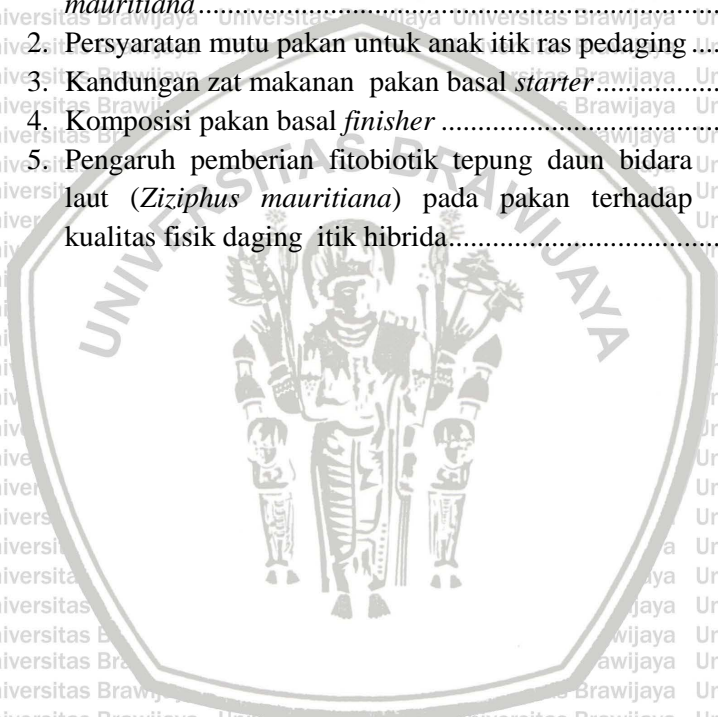 mauritiana................................................................
2. Persyaratan mutu pakan untuk anak itik ras pedaging ....
3. Kandungan zat makanan pakan basal starter..................
4. Komposisi pakan basal finisher ......................................
5. Pengaruh pemberian fitobiotik tepung daun bidara
laut (Ziziphus mauritiana) pada pakan terhadap
kualitas fisik daging itik hibrida....................................
UNIVERSITAS BRAWIJAYA